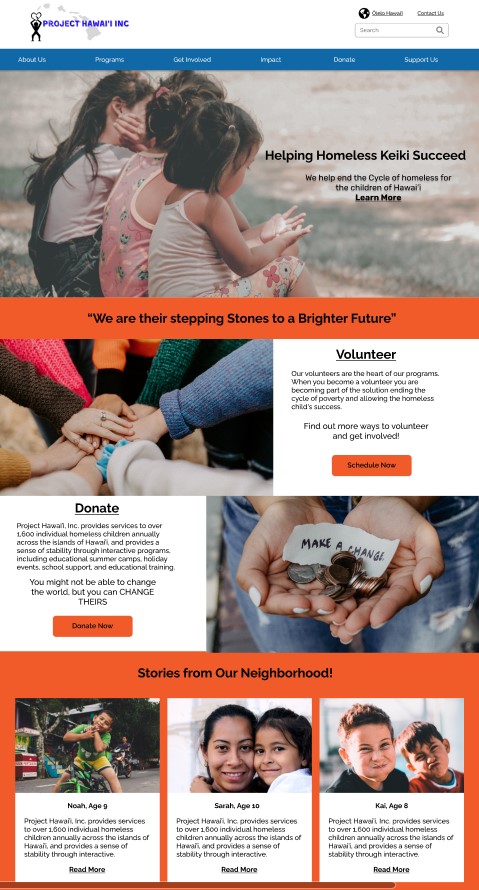 PROJECT HAWAI'I INC
Ōlelo Hawai'i
Contact Us
Search
About Us
Programs
Get Involved
Impact
Donate
Support Us
Helping Homeless Keiki Succeed
We help end the Cycle of homeless for
the children of Hawai'i
Learn More
“We are their stepping Stones to a Brighter Future”
Volunteer
Our volunteers are the heart of our programs.
When you become a volunteer you are
becoming part of the solution ending the
cycle of poverty and allowing the homeless
child's success.
Find out more ways to volunteer
and get involved!
Schedule Now
Donate
Project Hawai'i, Inc. provides services to over
1,600 individual homeless children annually
across the islands of Hawai'i, and provides a
sense of stability through interactive programs,
including educational summer camps, holiday
events, school support, and educational training.
You might not be able to change
the world, but you can CHANGE
THEIRS
Donate Now
MAKE A CHANGE
Stories from Our Neighborhood!
Noah, Age 9
Project Hawai'i, Inc. provides services
to over 1,600 individual homeless
children annually across the islands of
Hawai'i, and provides a sense of
stability through interactive.
Read More
Sarah, Age 10
Project Hawai'i, Inc. provides services
to over 1,600 individual homeless
children annually across the islands of
Hawai'i, and provides a sense of
stability through interactive.
Read More
Kai, Age 8
Project Hawai'i, Inc. provides services
to over 1,600 individual homeless
children annually across the islands of
Hawai'i, and provides a sense of
stability through interactive.
Read More